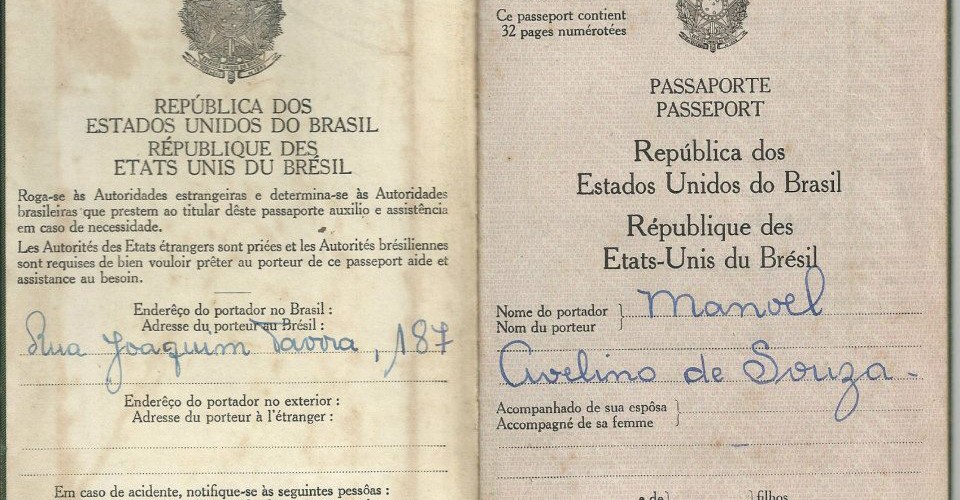 REPÚBLICA DOS
ESTADOS UNIDOS DO BRASIL
RÉPUBLIQUE DES
ETATS UNIS DU BRÉSIL
Roga-se às Autoridades estrangeiras e determina-se às Autoridades
brasileiras que prestem ao titular dêste passaporte auxilio e assistência
em caso de necessidade.
Les Autorités des Etats étrangers sont priées et les Autorités brésiliennes
sont requises de bien vouloir prêter au porteur de ce passeport aide et
assistance au besoin.
Enderêço do portador no Brasil :
Adresse du porteur au Brésil :
Rua Joaquim Tavora, 187
Enderêço do portador no exterior :
Adresse du porteur à l'étranger :
Em caso de acidente, notifique-se às seguintes pessôas :
Ce passeport contient
32 pages numérotées
PASSAPORTE
PASSEPORT
República dos
Estados Unidos do Brasil
République des
Etats-Unis du Brésil
Nome do portador } Manoel
Nom du porteur
Avelino de Souza -
Acompanhado de sua espôsa }
Accompagné de sa femme
e de } filhos